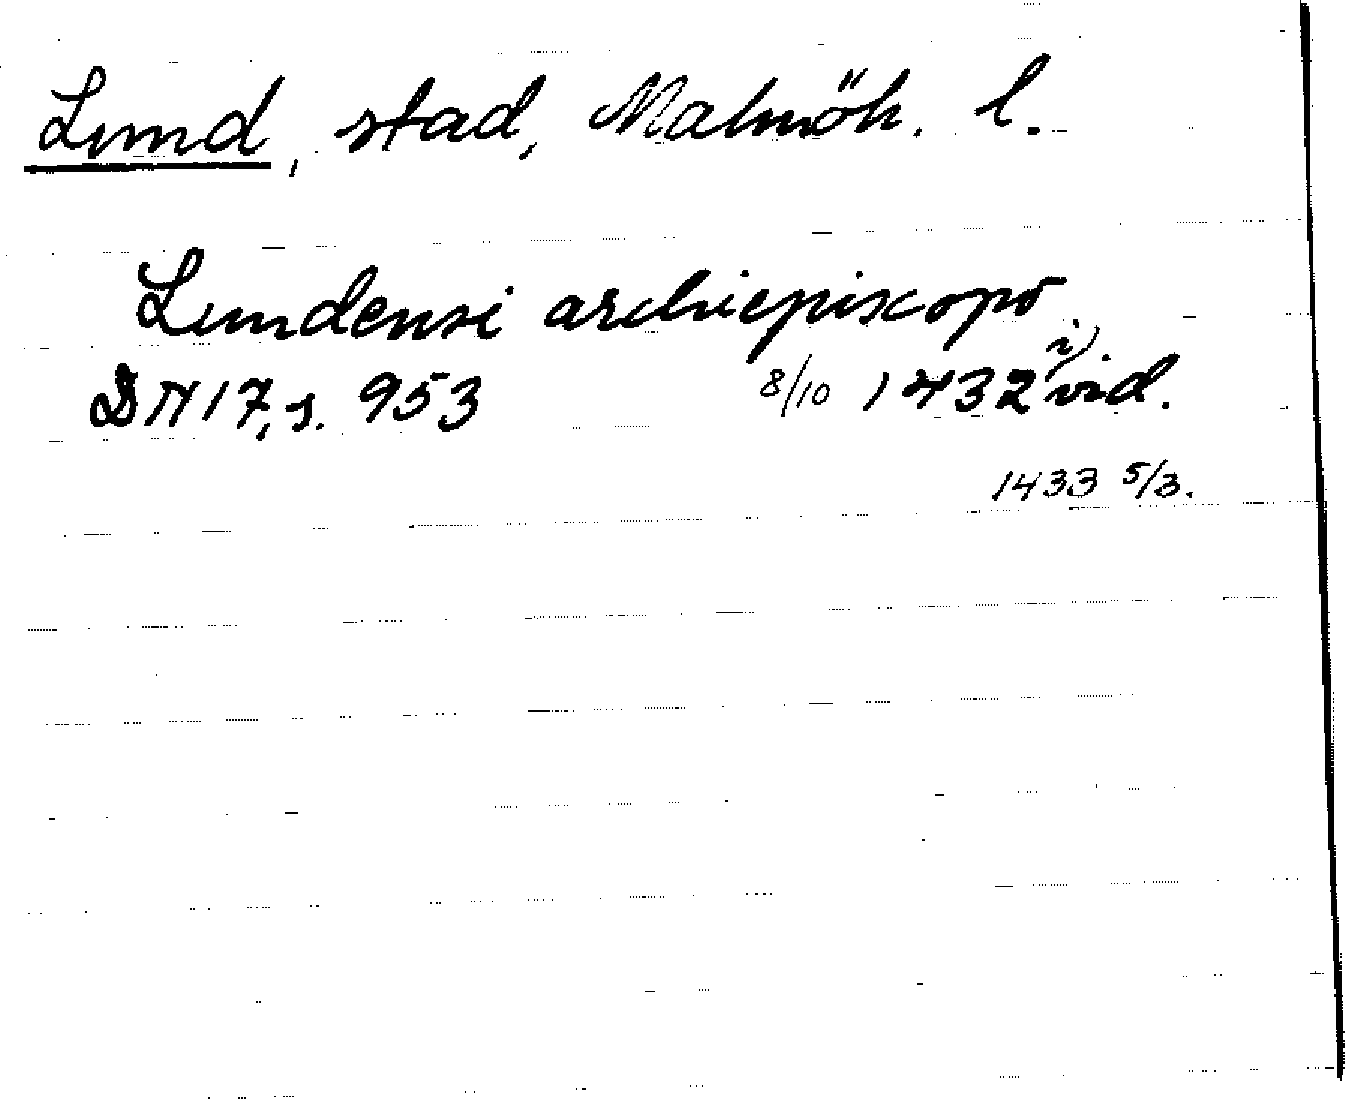 Lund, stad, Malmöh. l.
Lundensi archiepiscopo
DN 17, s. 953 8/10 1432 i) vid.
1433 5/3.